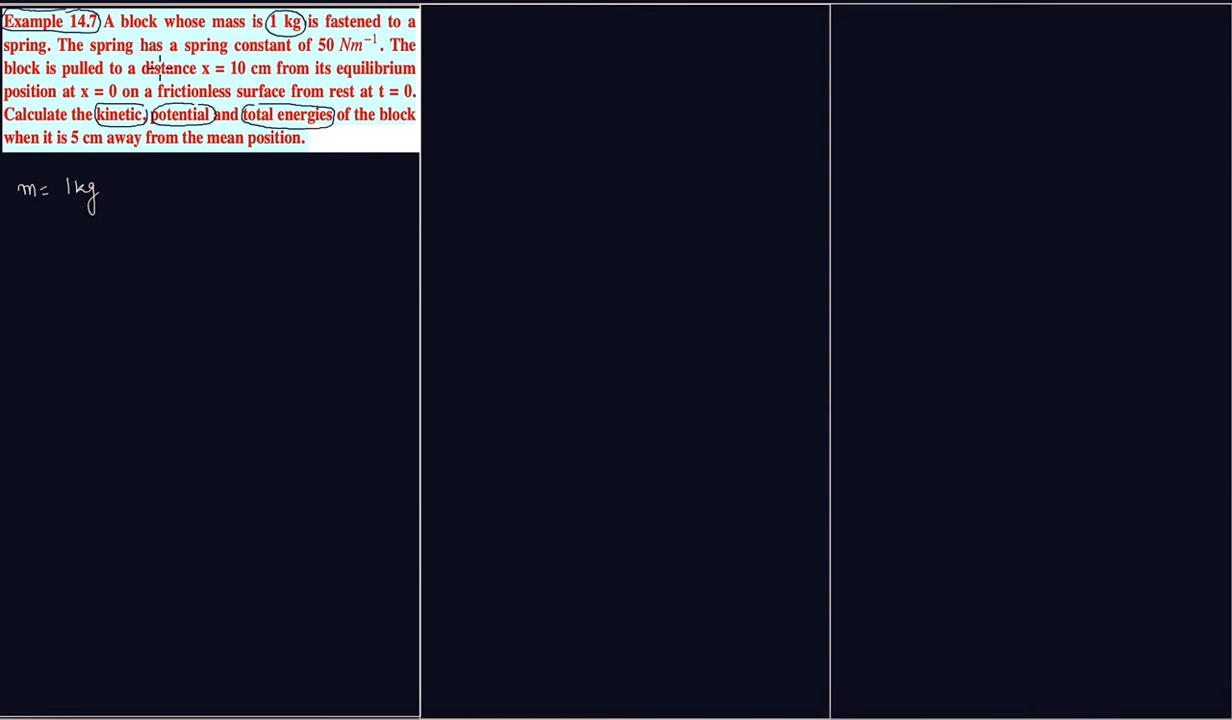 Example 14.7 A block whose mass is 1 kg is fastened to a
spring. The spring has a spring constant of 50 Nm⁻¹. The
block is pulled to a distance x = 10 cm from its equilibrium
position at x = 0 on a frictionless surface from rest at t = 0.
Calculate the kinetic, potential and total energies of the block
when it is 5 cm away from the mean position.
m = 1 kg